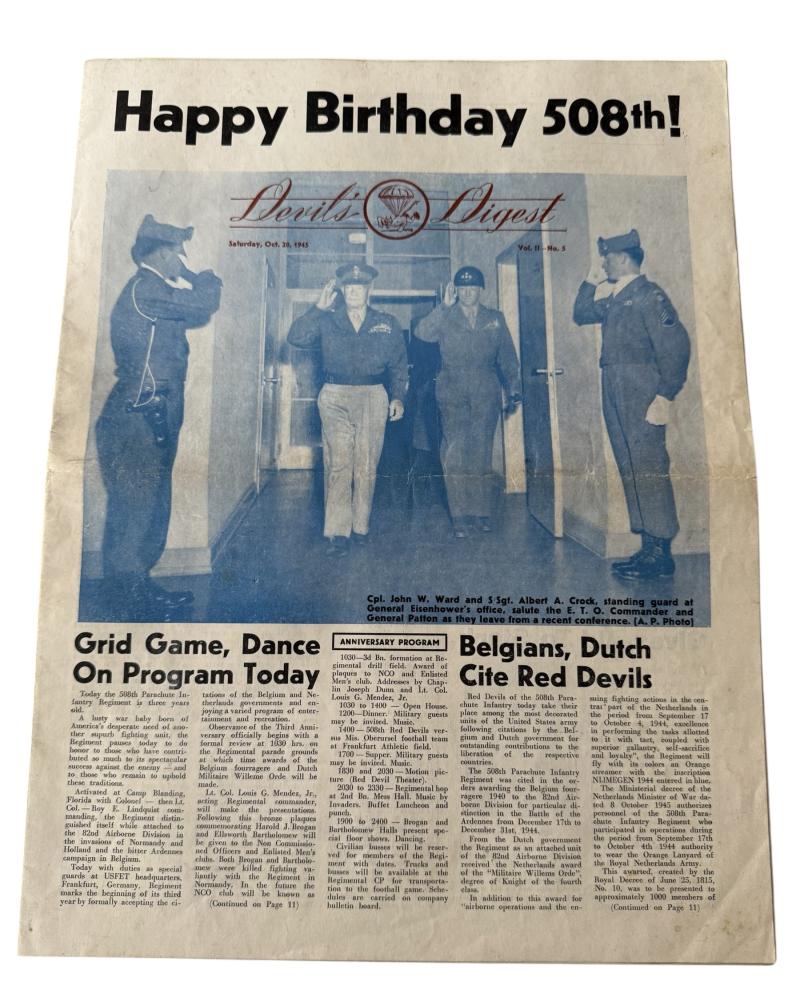 Happy Birthday 508th!
Devil's Digest
Saturday, Oct. 20, 1945
Vol. II - No. 5
Cpl. John W. Ward and S/Sgt. Albert A. Crock, standing guard at
General Eisenhower's office, salute the E. T. O. Commander and
General Patton as they leave from a recent conference. (A. P. Photo)
Grid Game, Dance
On Program Today
Today the 508th Parachute In-
fantry Regiment is three years
old.
A lusty war baby born of
America's desperate need of ano-
ther superb fighting unit, the
Regiment pauses today to do
honor to those who have contri-
buted so much to its spectacular
success against the enemy — and
to those who remain to uphold
these traditions.
Activated at Camp Blanding,
Florida with Colonel — then Lt.
Col. — Roy E. Lindquist com-
manding, the Regiment distin-
guished itself while attached to
the 82nd Airborne Division in
the invasions of Normandy and
Holland and the bitter Ardennes
campaign in Belgium.
Today with duties as special
guards at USFET headquarters,
Frankfurt, Germany, Regiment
marks the beginning of its third
year by formally accepting the ci-
tations of the Belgium and Ne-
therlands governments and en-
joying a varied program of enter-
tainment and recreation.
Observance of the Third Anni-
versary officially begins with a
formal review at 1030 hrs. on
the Regimental parade grounds
at which time awards of the
Belgium fourragere and Dutch
Militaire Willeme Orde will be
made.
Lt. Col. Louis G. Mendez, Jr.,
acting Regimental commander,
will make the presentations.
Following this bronze plaques
commemorating Harold J. Brogan
and Ellsworth Bartholomew will
be given to the Non Commissio-
ned Officers and Enlisted Men's
clubs. Both Brogan and Bartholo-
mew were killed fighting va-
liantly with the Regiment in
Normandy. In the future the
NCO club will be known as
(Continued on Page 11)
ANNIVERSARY PROGRAM
1030—3d Bn. formation at Re-
gimental drill field. Award of
plaques to NCO and Enlisted
Men's club. Addresses by Chap-
lin Joseph Dunn and Lt. Col.
Louis G. Mendez, Jr.
1030 to 1400 — Open House.
1200—Dinner. Military guests
may be invited. Music.
1400 — 508th Red Devils ver-
sus Mis. Oberursel football team
at Frankfurt Athletic field.
1700 — Supper. Military guests
may be invited. Music.
1830 and 2030 — Motion pic-
ture (Red Devil Theater).
2030 to 2330 — Regimental hop
at 2nd Bn. Mess Hall. Music by
Invaders. Buffet Luncheon and
punch.
1900 to 2400 — Brogan and
Bartholomew Halls present spe-
cial floor shows. Dancing.
Civilian busses will be reser-
ved for members of the Regi-
ment with dates. Trucks and
busses will be available at the
Regimental CP for transporta-
tion to the football game. Sche-
dules are carried on company
bulletin board.
Belgians, Dutch
Cite Red Devils
Red Devils of the 508th Para-
chute Infantry today take their
place among the most decorated
units of the United States army
following citations by the Bel-
gium and Dutch government for
outstanding contributions to the
liberation of the respective
countries.
The 508th Parachute Infantry
Regiment was cited in the or-
ders awarding the Belgium four-
ragere 1940 to the 82nd Air-
borne Division for particular di-
stinction in the Battle of the
Ardennes from December 17th to
December 31st, 1944.
From the Dutch government
the Regiment as an attached unit
of the 82nd Airborne Division
received the Netherlands award
of the "Militaire Willems Orde",
degree of Knight of the fourth
class.
In addition to this award for
"airborne operations and the en-
suing fighting actions in the cen-
tral part of the Netherlands in
the period from September 17
to October 4, 1944, excellence
in performing the tasks allotted
to it with tact, coupled with
superior gallantry, self-sacrifice
and loyalty", the Regiment will
fly with its colors an Orange
streamer with the inscription
NIJMEGEN 1944 entered in blue.
The Ministerial decree of the
Netherlands Minister of War da-
ted 8 October 1945 authorizes
personnel of the 508th Para-
chute Infantry Regiment who
participated in operations during
the period from September 17th
to October 4th 1944 authority
to wear the Orange Lanyard of
the Royal Netherlands Army.
This awarded, created by the
Royal Decree of June 25, 1815,
No. 10, was to be presented to
approximately 1000 members of
(Continued on Page 11)